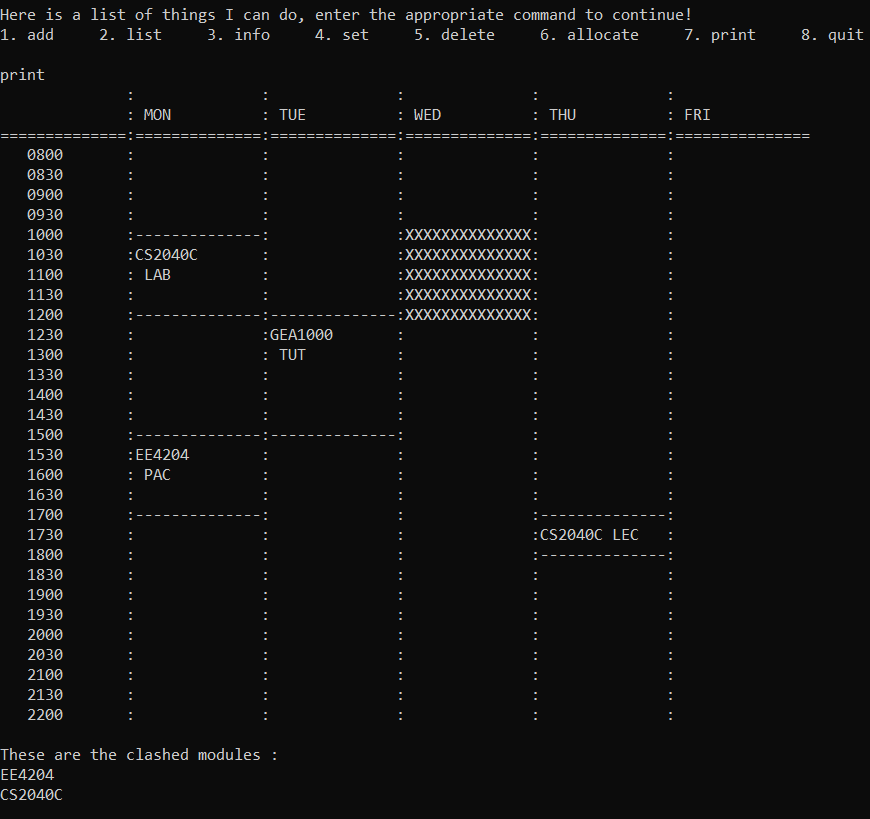 Here is a list of things I can do, enter the appropriate command to continue!
1. add     2. list     3. info     4. set     5. delete     6. allocate     7. print     8. quit
print
              :              :              :              :              :
              : MON          : TUE          : WED          : THU          : FRI
==============:==============:==============:==============:==============:===============
   0800       :              :              :              :              :
   0830       :              :              :              :              :
   0900       :              :              :              :              :
   0930       :              :              :              :              :
   1000       :--------------:              :XXXXXXXXXXXXXX:              :
   1030       :CS2040C       :              :XXXXXXXXXXXXXX:              :
   1100       : LAB          :              :XXXXXXXXXXXXXX:              :
   1130       :              :              :XXXXXXXXXXXXXX:              :
   1200       :--------------:--------------:XXXXXXXXXXXXXX:              :
   1230       :              :GEA1000       :              :              :
   1300       :              : TUT          :              :              :
   1330       :              :              :              :              :
   1400       :              :              :              :              :
   1430       :              :              :              :              :
   1500       :--------------:--------------:              :              :
   1530       :EE4204        :              :              :              :
   1600       : PAC          :              :              :              :
   1630       :              :              :              :              :
   1700       :--------------:              :              :--------------:
   1730       :              :              :              :CS2040C LEC   :
   1800       :              :              :              :--------------:
   1830       :              :              :              :              :
   1900       :              :              :              :              :
   1930       :              :              :              :              :
   2000       :              :              :              :              :
   2030       :              :              :              :              :
   2100       :              :              :              :              :
   2130       :              :              :              :              :
   2200       :              :              :              :              :
These are the clashed modules :
EE4204
CS2040C